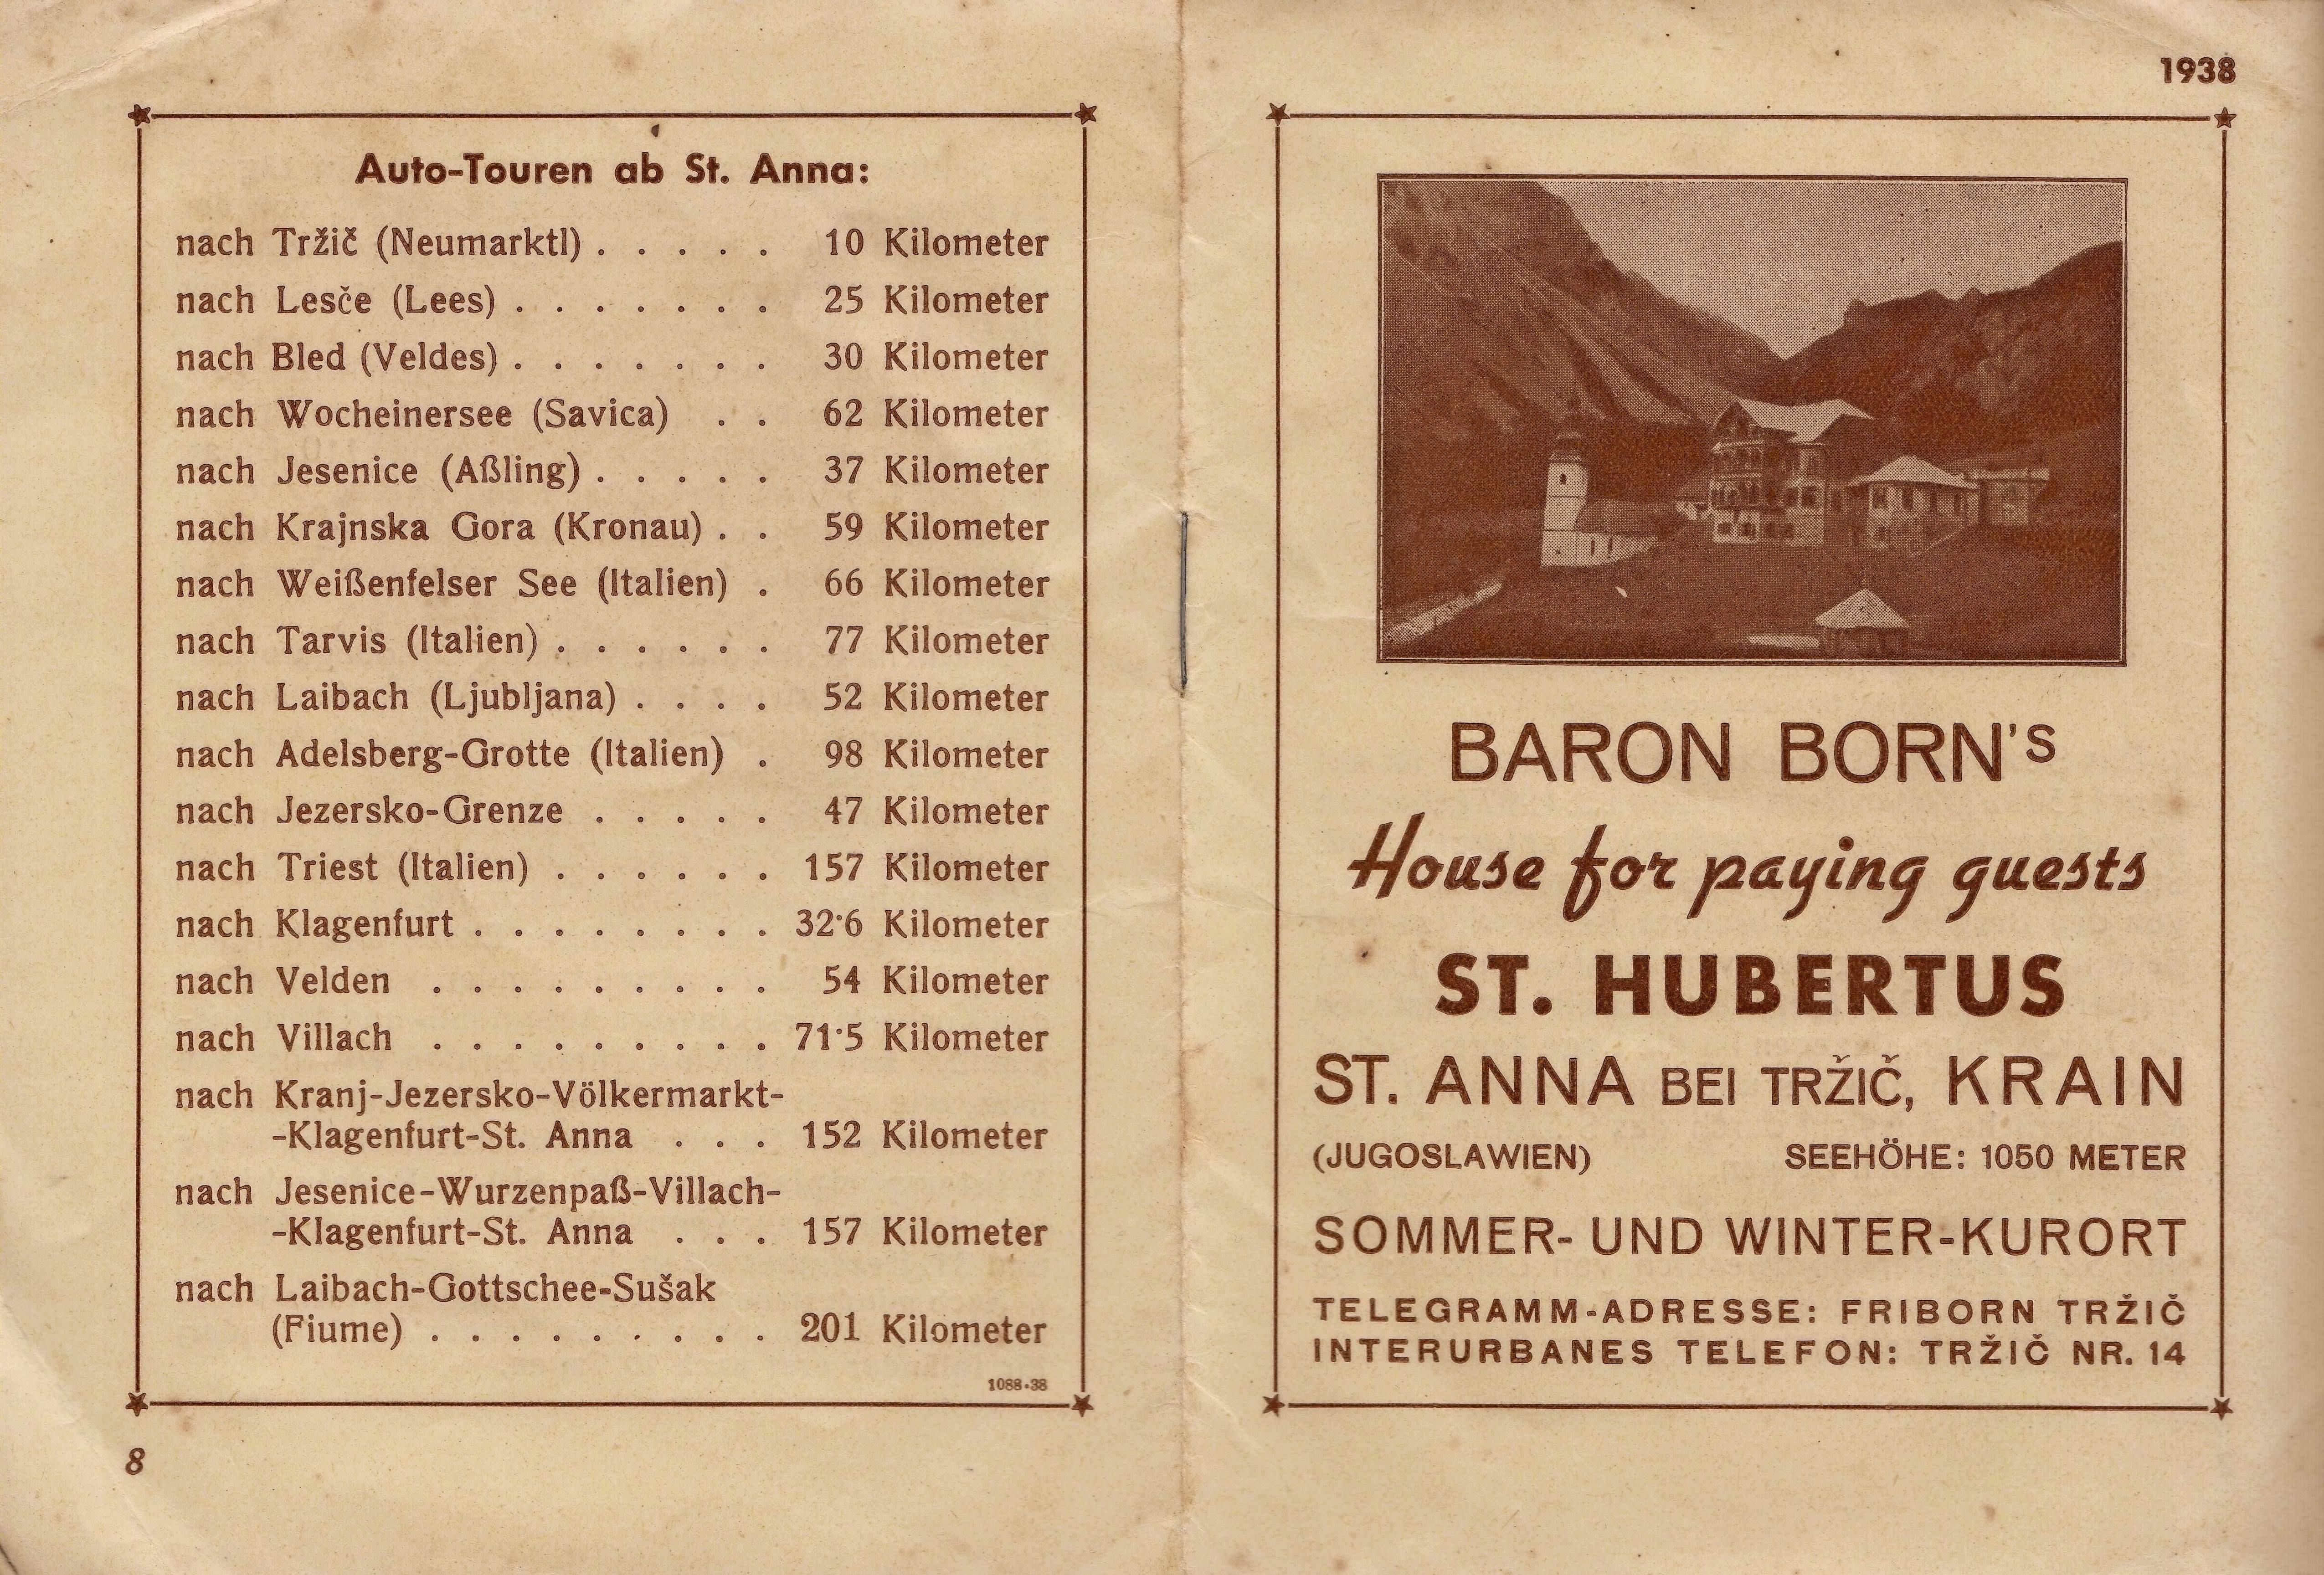 Auto-Touren ab St. Anna:
nach Tržič (Neumarktl) . . . . . 10 Kilometer
nach Lesče (Lees) . . . . . . . 25 Kilometer
nach Bled (Veldes) . . . . . . . 30 Kilometer
nach Wocheinersee (Savica) . . 62 Kilometer
nach Jesenice (Aßling) . . . . . 37 Kilometer
nach Krajnska Gora (Kronau) . . 59 Kilometer
nach Weißenfelser See (Italien) . 66 Kilometer
nach Tarvis (Italien) . . . . . . 77 Kilometer
nach Laibach (Ljubljana) . . . . 52 Kilometer
nach Adelsberg-Grotte (Italien) . 98 Kilometer
nach Jezersko-Grenze . . . . . 47 Kilometer
nach Triest (Italien) . . . . . . 157 Kilometer
nach Klagenfurt . . . . . . . . 32·6 Kilometer
nach Velden . . . . . . . . . 54 Kilometer
nach Villach . . . . . . . . . 71·5 Kilometer
nach Kranj-Jezersko-Völkermarkt-
-Klagenfurt-St. Anna . . . 152 Kilometer
nach Jesenice-Wurzenpaß-Villach-
-Klagenfurt-St. Anna . . . 157 Kilometer
nach Laibach-Gottschee-Sušak
(Fiume) . . . . . . . . . 201 Kilometer
1088·38
8
1938
BARON BORN's
House for paying guests
ST. HUBERTUS
ST. ANNA BEI TRŽIČ, KRAIN
(JUGOSLAWIEN) SEEHÖHE: 1050 METER
SOMMER- UND WINTER-KURORT
TELEGRAMM-ADRESSE: FRIBORN TRŽIČ
INTERURBANES TELEFON: TRŽIČ NR. 14